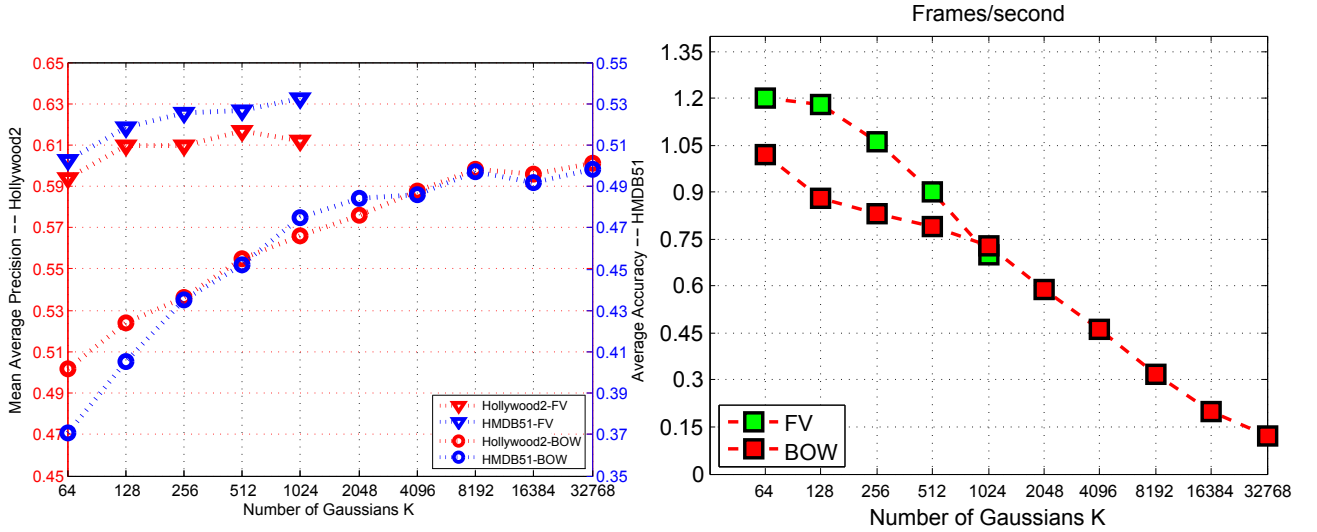 Frames/second
Mean Average Precision −− Hollywood2
0.65
0.63
0.61
0.59
0.57
0.55
0.53
0.51
0.49
0.47
0.45
0.55
0.53
0.51
0.49
0.47
0.45
0.43
0.41
0.39
0.37
0.35
Average Accuracy −− HMDB51
Hollywood2-FV
HMDB51-FV
Hollywood2-BOW
HMDB51-BOW
64 128 256 512 1024 2048 4096 8192 16384 32768
Number of Gaussians K
1.35
1.2
1.05
0.9
0.75
0.6
0.45
0.3
0.15
0
FV
BOW
64 128 256 512 1024 2048 4096 8192 16384 32768
Number of Gaussians K